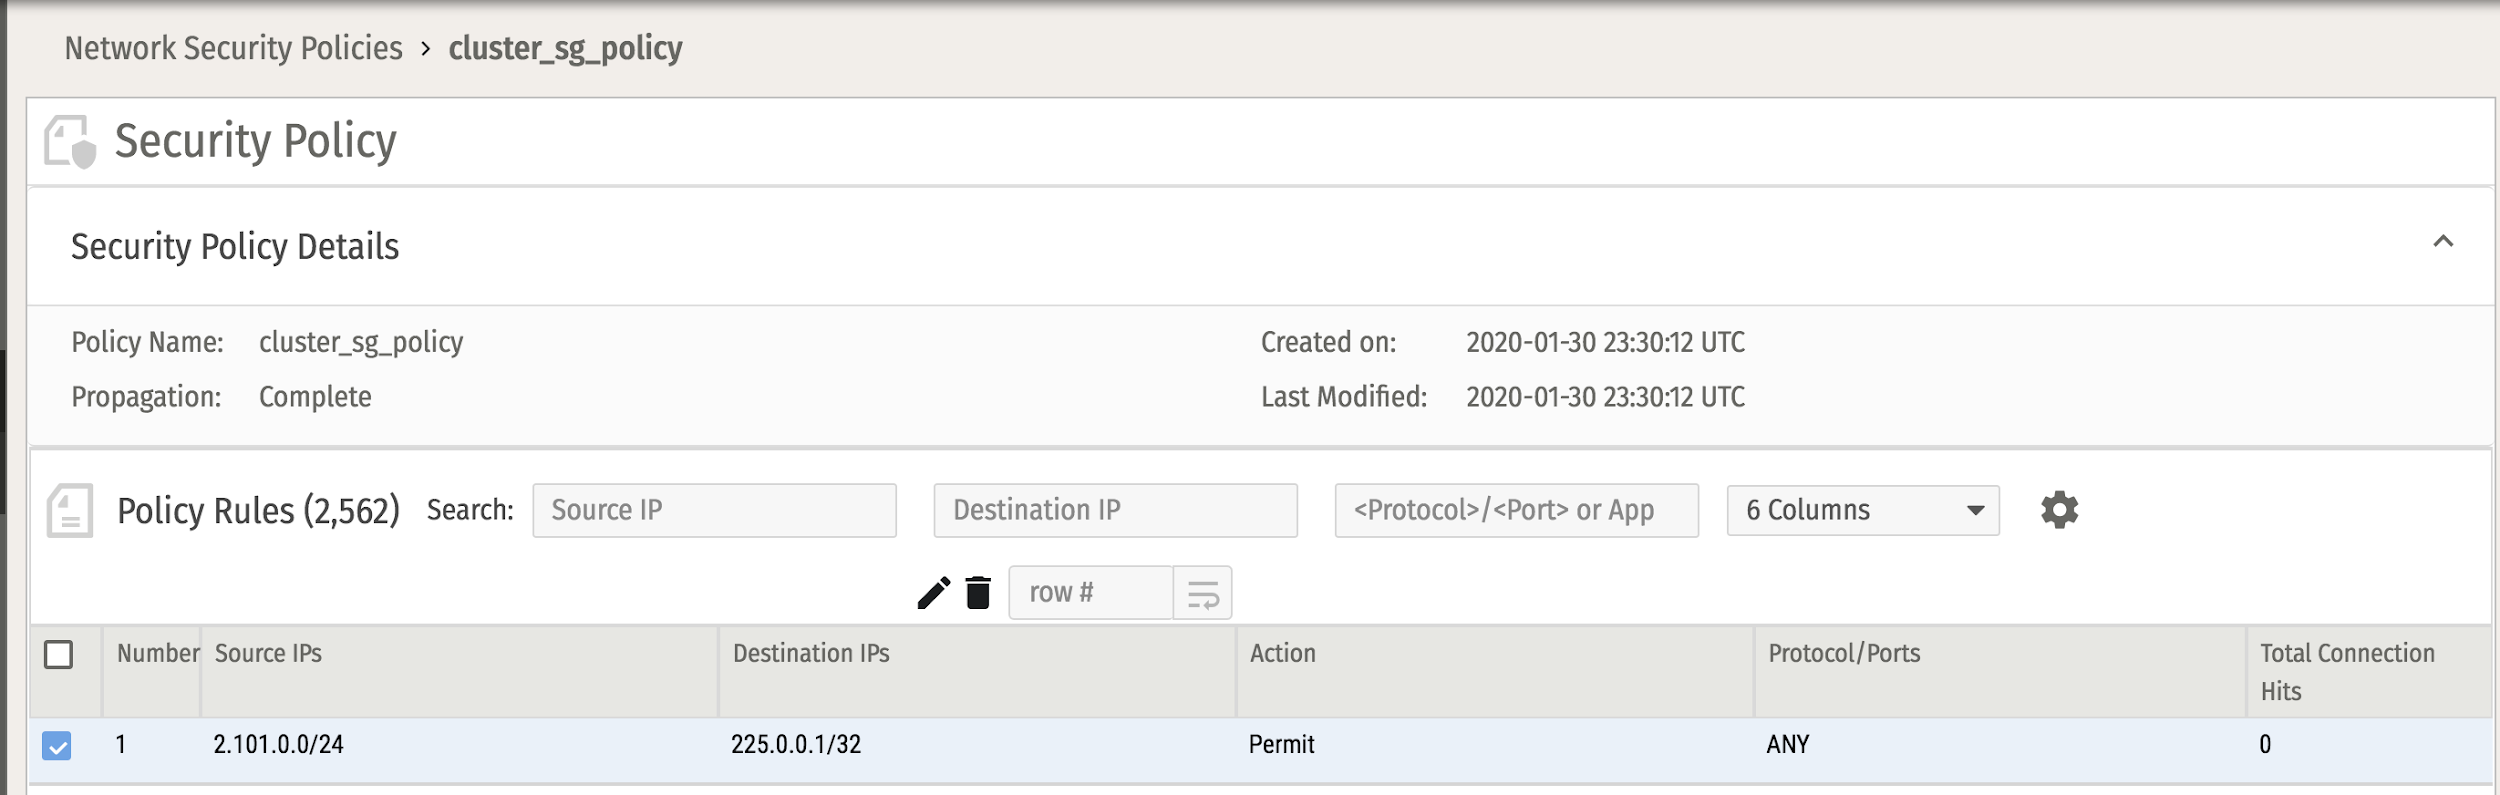 Network Security Policies > cluster_sg_policy
Security Policy
Security Policy Details
Policy Name: cluster_sg_policy Created on: 2020-01-30 23:30:12 UTC
Propagation: Complete Last Modified: 2020-01-30 23:30:12 UTC
Policy Rules (2,562) Search: Source IP Destination IP <Protocol>/<Port> or App 6 Columns
row #
Number Source IPs Destination IPs Action Protocol/Ports Total Connection
Hits
1 2.101.0.0/24 225.0.0.1/32 Permit ANY 0